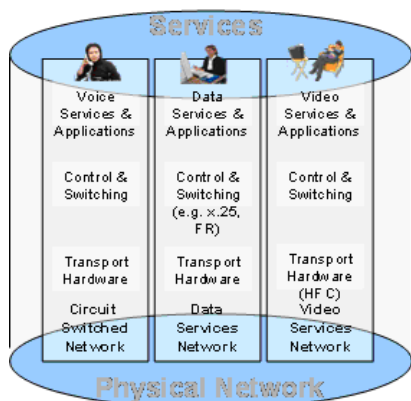 Services
Voice
Services &
Applications
Control &
Switching
Transport
Hardware
Circuit
Switched
Network
Data
Services &
Applications
Control &
Switching
(e.g. x.25,
FR)
Transport
Hardware
Data
Services
Network
Video
Services &
Applications
Control &
Switching
Transport
Hardware
(HFC)
Video
Services
Network
Physical Network